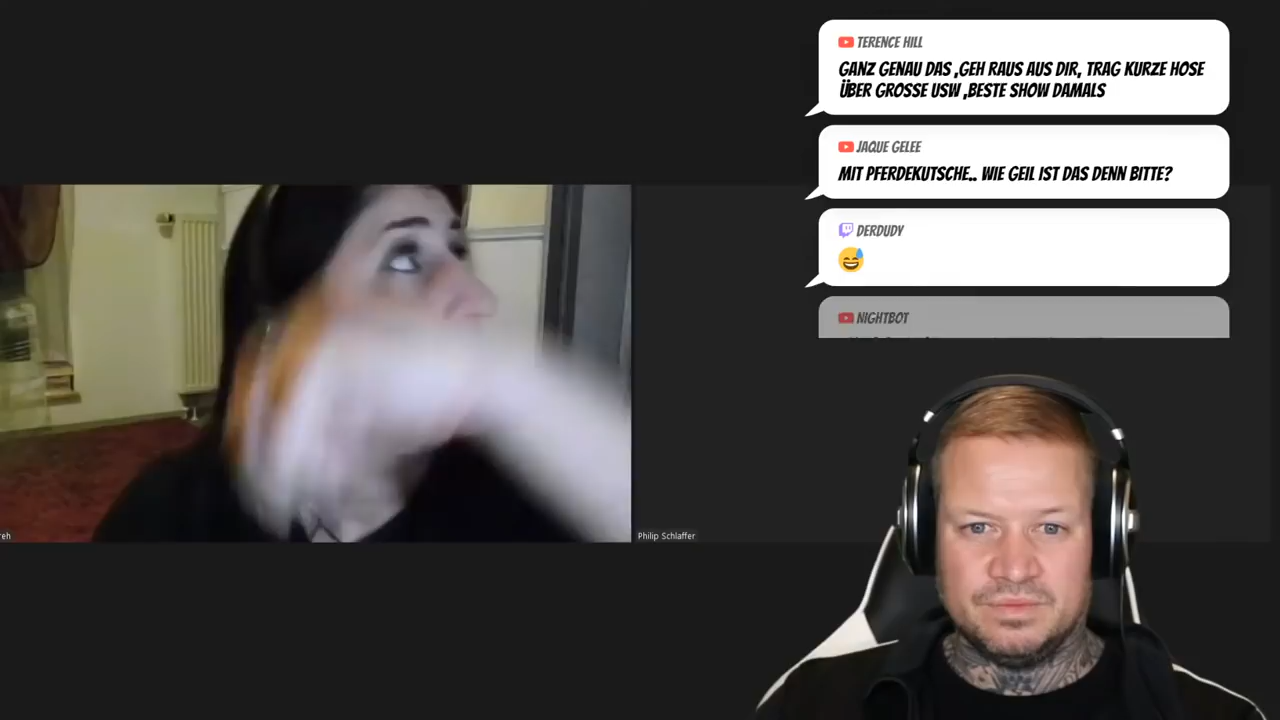 TERENCE HILL
GANZ GENAU DAS ,GEH RAUS AUS DIR, TRAG KURZE HOSE
ÜBER GROSSE USW ,BESTE SHOW DAMALS
JAQUE GELEE
MIT PFERDEKUTSCHE.. WIE GEIL IST DAS DENN BITTE?
DERDUDY
😅
NIGHTBOT
reh
Philip Schlaffer